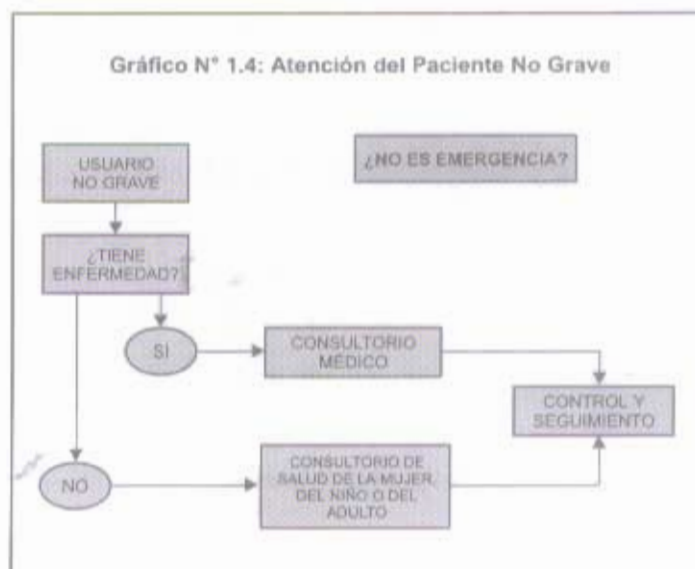 Gráfico N° 1.4: Atención del Paciente No Grave
USUARIO
NO GRAVE
¿NO ES EMERGENCIA?
¿TIENE
ENFERMEDAD?
SI
CONSULTORIO
MÉDICO
CONTROL Y
SEGUIMIENTO
NO
CONSULTORIO DE
SALUD DE LA MUJER,
DEL NIÑO O DEL
ADULTO